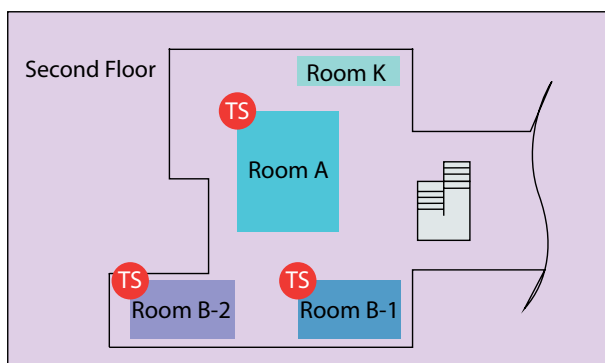 Second Floor
Room K
TS
Room A
TS
Room B-2
TS
Room B-1